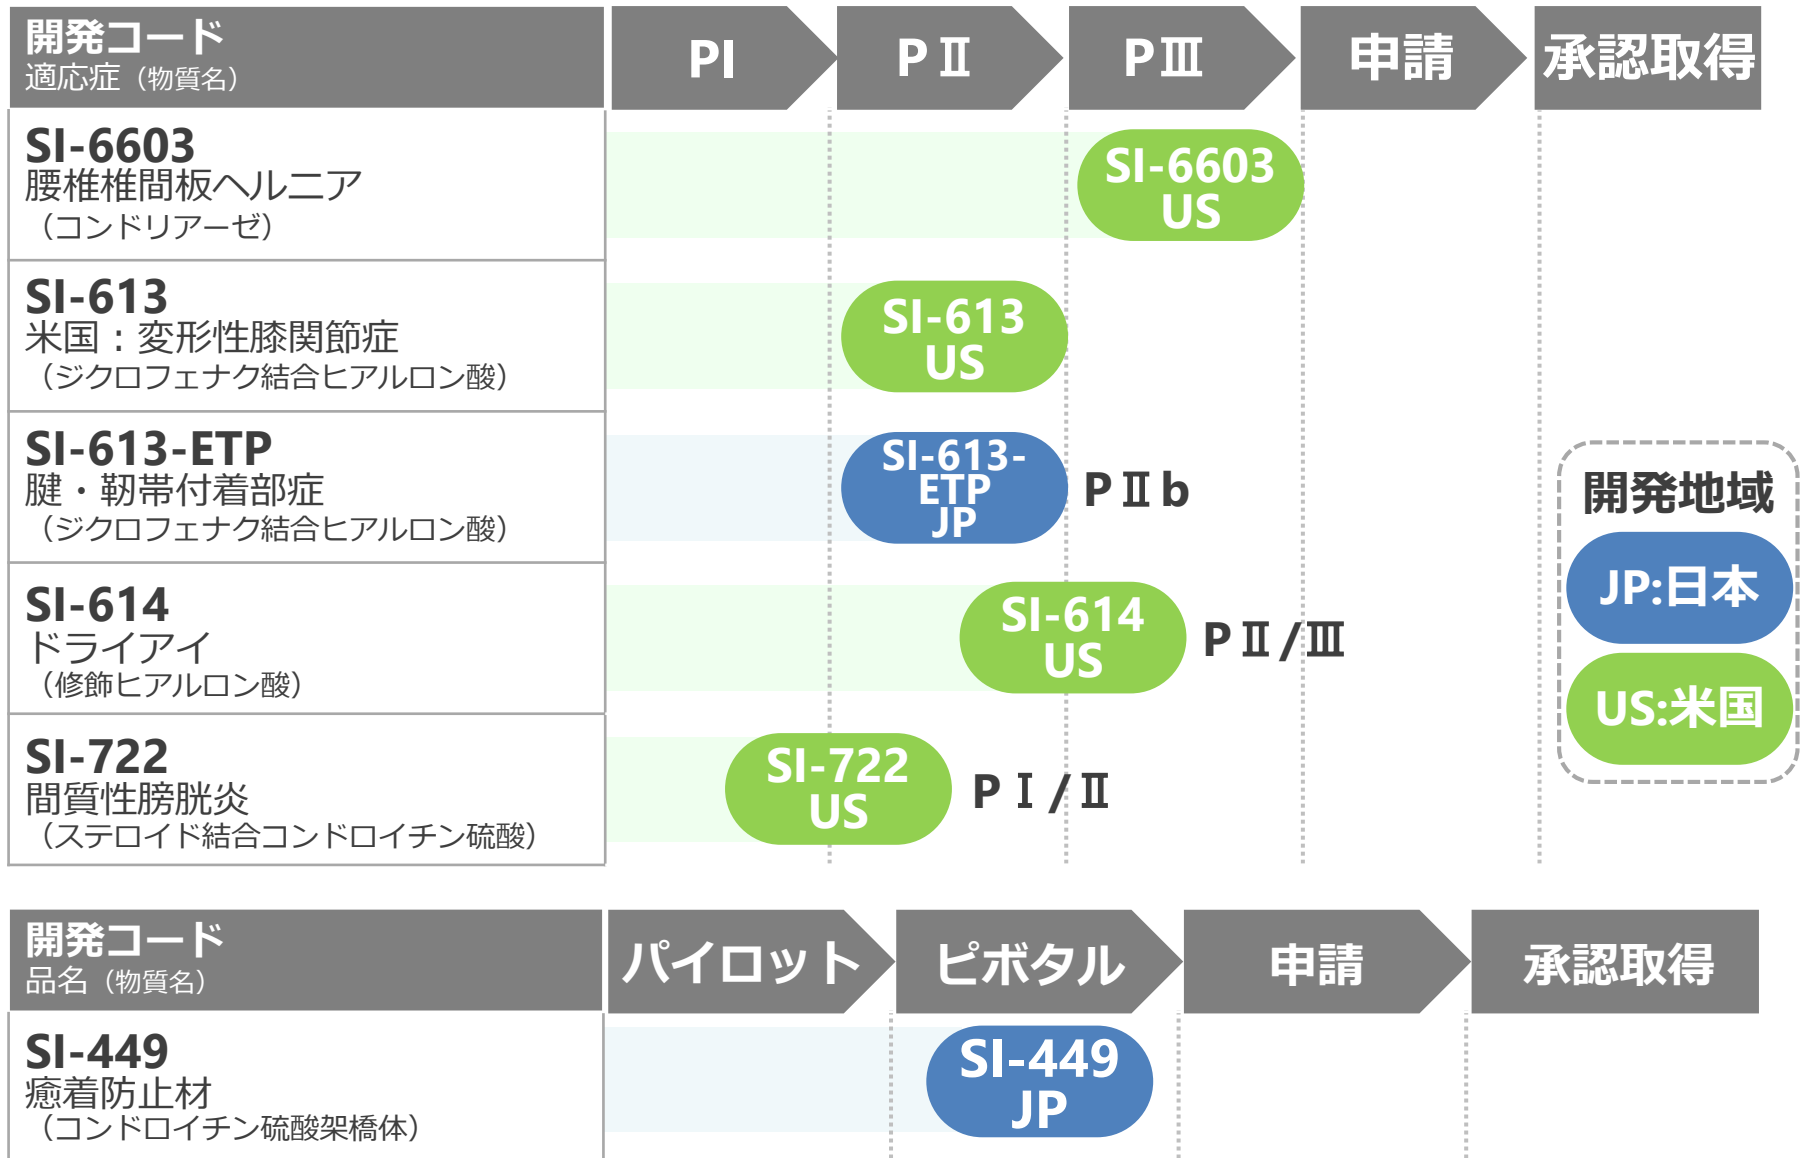 開発コード
適応症（物質名）
PI
PⅡ
PⅢ
申請
承認取得
SI-6603
腰椎椎間板ヘルニア
（コンドリアーゼ）
SI-6603
US
SI-613
米国：変形性膝関節症
（ジクロフェナク結合ヒアルロン酸）
SI-613
US
SI-613-ETP
腱・靭帯付着部症
（ジクロフェナク結合ヒアルロン酸）
SI-613-
ETP
JP
PⅡb
SI-614
ドライアイ
（修飾ヒアルロン酸）
SI-614
US
PⅡ/Ⅲ
SI-722
間質性膀胱炎
（ステロイド結合コンドロイチン硫酸）
SI-722
US
PⅠ/Ⅱ
開発地域
JP:日本
US:米国
開発コード
品名（物質名）
パイロット
ピボタル
申請
承認取得
SI-449
癒着防止材
（コンドロイチン硫酸架橋体）
SI-449
JP